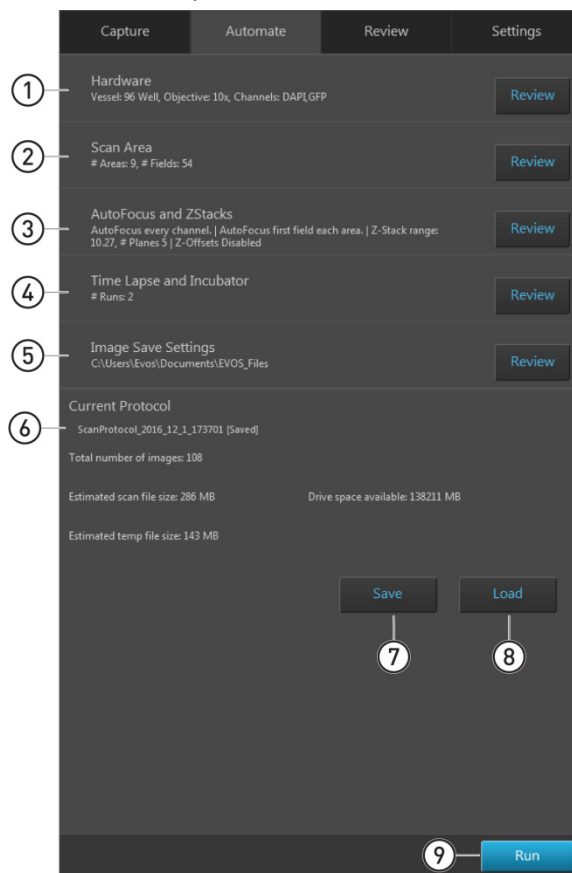 Capture Automate Review Settings
1 Hardware
Vessel: 96 Well, Objective: 10x, Channels: DAPI,GFP
Review
2 Scan Area
# Areas: 9, # Fields: 54
Review
3 AutoFocus and ZStacks
AutoFocus every channel. | AutoFocus first field each area. | Z-Stack range:
10.27, # Planes 5 | Z-Offsets Disabled
Review
4 Time Lapse and Incubator
# Runs: 2
Review
5 Image Save Settings
C:\Users\Evos\Documents\EVOS_Files
Review
Current Protocol
6 ScanProtocol_2016_12_1_173701 [Saved]
Total number of images: 108
Estimated scan file size: 286 MB Drive space available: 138211 MB
Estimated temp file size: 143 MB
Save Load
7 8
9 Run